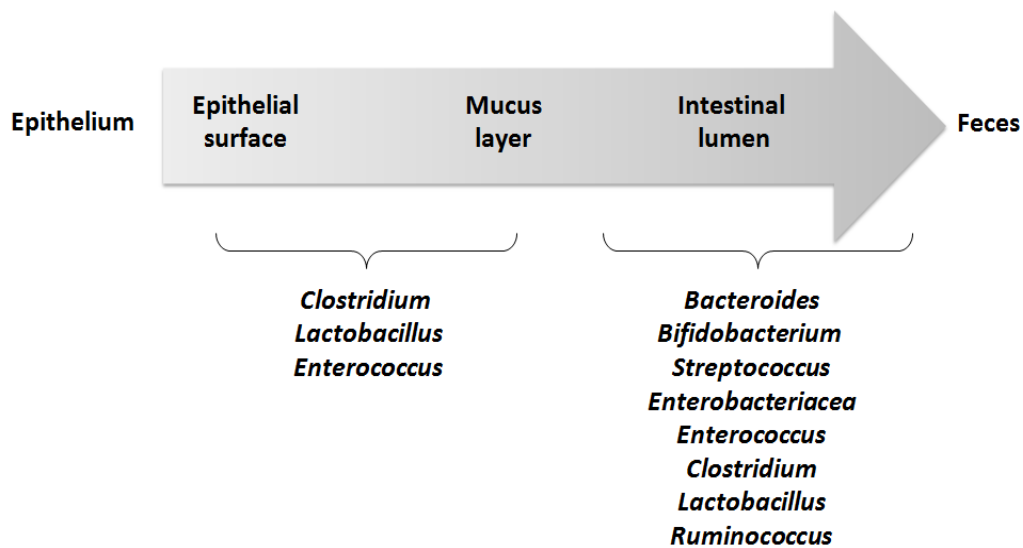 Epithelium
Epithelial
surface
Mucus
layer
Intestinal
lumen
Feces
Clostridium
Lactobacillus
Enterococcus
Bacteroides
Bifidobacterium
Streptococcus
Enterobacteriacea
Enterococcus
Clostridium
Lactobacillus
Ruminococcus